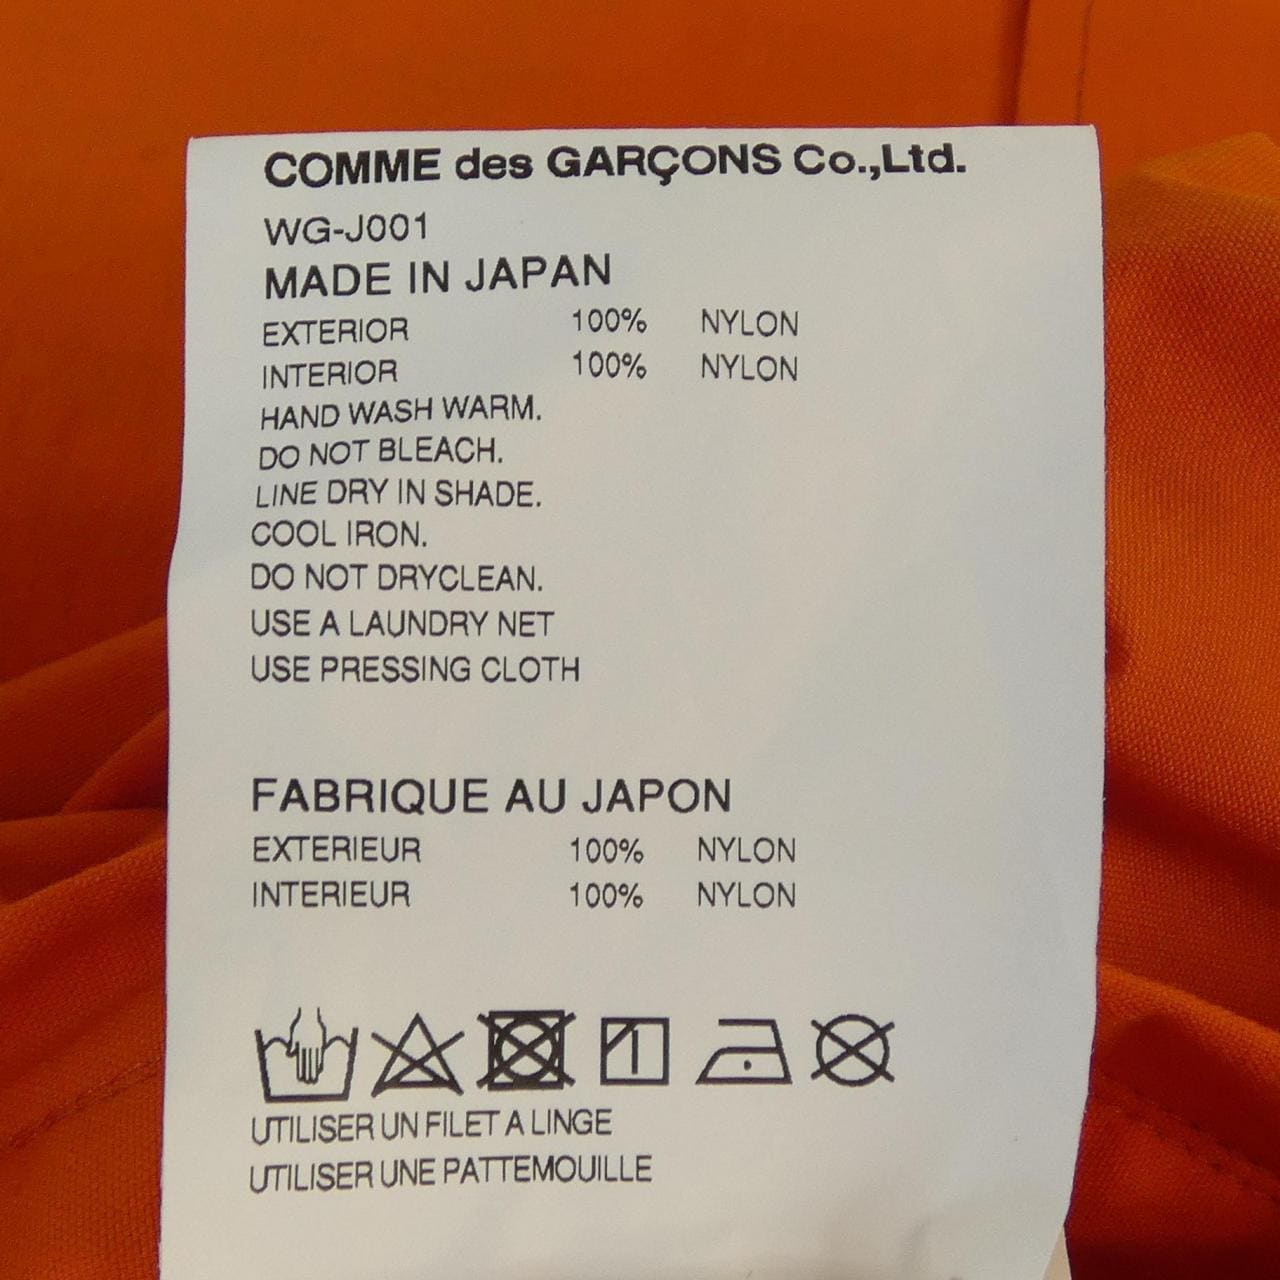 COMME des GARÇONS Co.,Ltd.
WG-J001
MADE IN JAPAN
EXTERIOR 100% NYLON
INTERIOR 100% NYLON
HAND WASH WARM.
DO NOT BLEACH.
LINE DRY IN SHADE.
COOL IRON.
DO NOT DRYCLEAN.
USE A LAUNDRY NET
USE PRESSING CLOTH
FABRIQUE AU JAPON
EXTERIEUR 100% NYLON
INTERIEUR 100% NYLON
UTILISER UN FILET A LINGE
UTILISER UNE PATTEMOUILLE